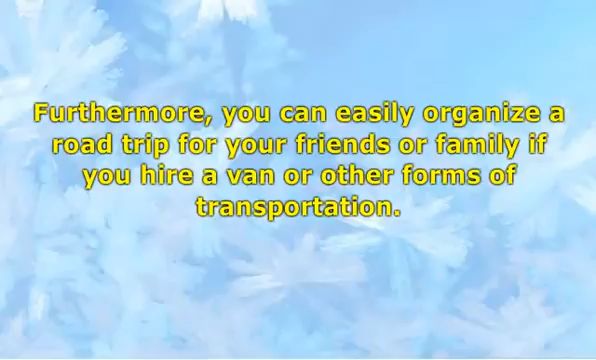 Furthermore, you can easily organize a
road trip for your friends or family if
you hire a van or other forms of
transportation.